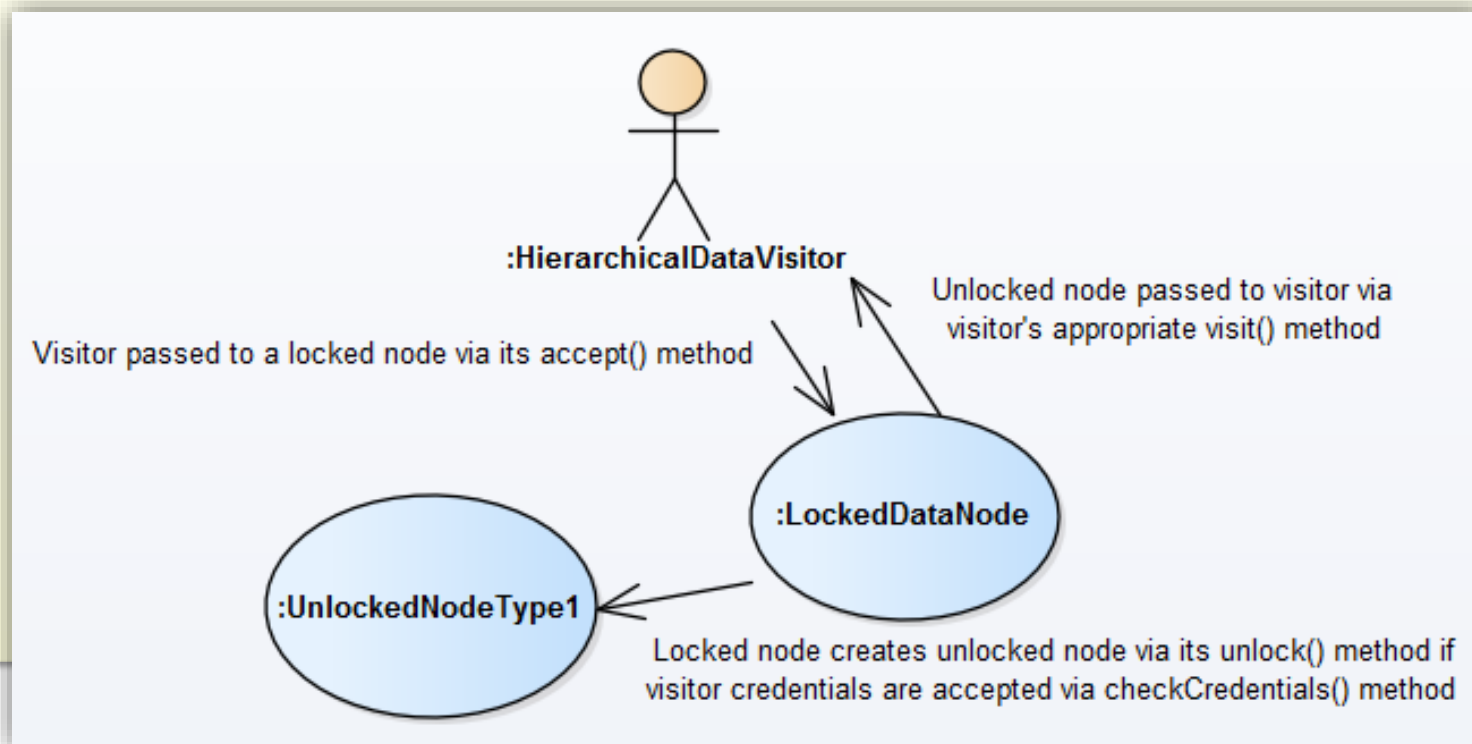 :HierarchicalDataVisitor
Unlocked node passed to visitor via
visitor's appropriate visit() method
Visitor passed to a locked node via its accept() method
:LockedDataNode
:UnlockedNodeType1
Locked node creates unlocked node via its unlock() method if
visitor credentials are accepted via checkCredentials() method